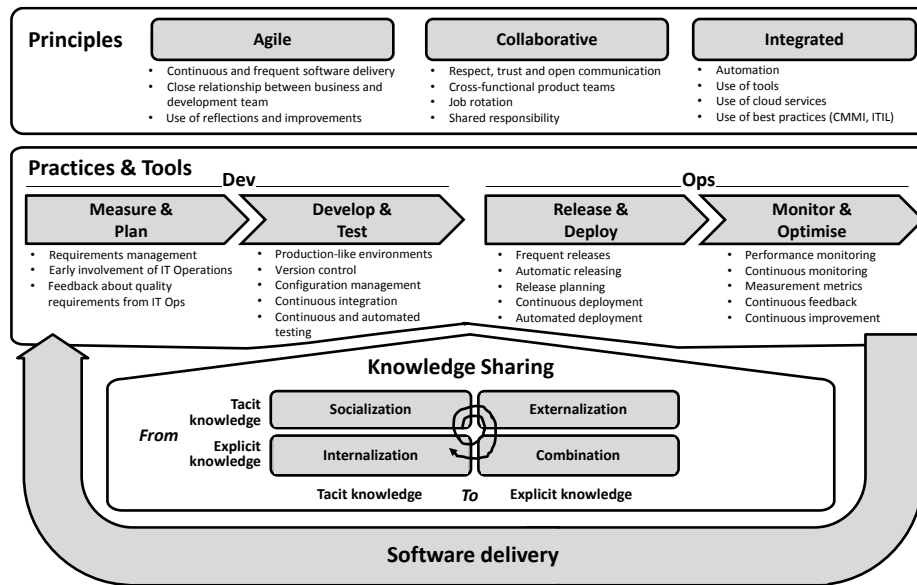 Principles
Agile
• Continuous and frequent software delivery
• Close relationship between business and
development team
• Use of reflections and improvements
Collaborative
• Respect, trust and open communication
• Cross-functional product teams
• Job rotation
• Shared responsibility
Integrated
• Automation
• Use of tools
• Use of cloud services
• Use of best practices (CMMI, ITIL)
Practices & Tools
Dev
Ops
Measure &
Plan
• Requirements management
• Early involvement of IT Operations
• Feedback about quality
requirements from IT Ops
Develop &
Test
• Production-like environments
• Version control
• Configuration management
• Continuous integration
• Continuous and automated
testing
Release &
Deploy
• Frequent releases
• Automatic releasing
• Release planning
• Continuous deployment
• Automated deployment
Monitor &
Optimise
• Performance monitoring
• Continuous monitoring
• Measurement metrics
• Continuous feedback
• Continuous improvement
Knowledge Sharing
From
Tacit
knowledge
Socialization
Externalization
Explicit
knowledge
Internalization
Combination
Tacit knowledge To Explicit knowledge
Software delivery